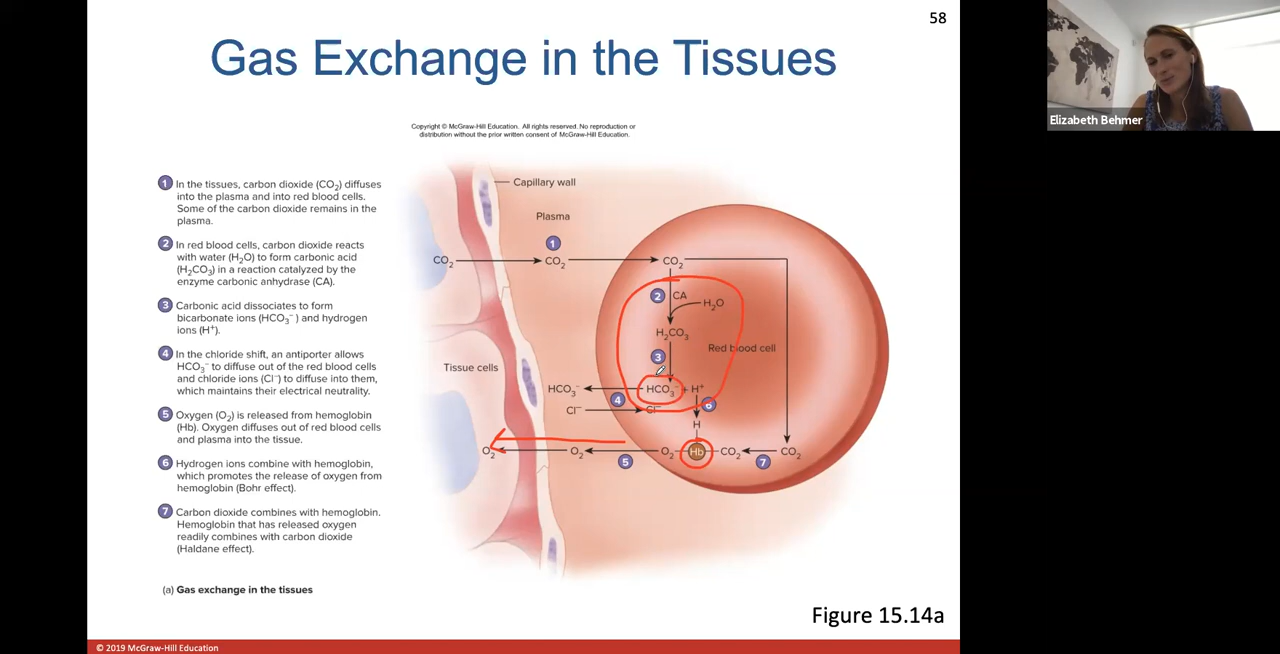 58
Gas Exchange in the Tissues
Elizabeth Behmer
Copyright © McGraw-Hill Education. All rights reserved. No reproduction or
distribution without the prior written consent of McGraw-Hill Education.
1 In the tissues, carbon dioxide (CO₂) diffuses
into the plasma and into red blood cells.
Some of the carbon dioxide remains in the
plasma.
2 In red blood cells, carbon dioxide reacts
with water (H₂O) to form carbonic acid
(H₂CO₃) in a reaction catalyzed by the
enzyme carbonic anhydrase (CA).
3 Carbonic acid dissociates to form
bicarbonate ions (HCO₃⁻) and hydrogen
ions (H⁺).
4 In the chloride shift, an antiporter allows
HCO₃⁻ to diffuse out of the red blood cells
and chloride ions (Cl⁻) to diffuse into them,
which maintains their electrical neutrality.
5 Oxygen (O₂) is released from hemoglobin
(Hb). Oxygen diffuses out of red blood cells
and plasma into the tissue.
6 Hydrogen ions combine with hemoglobin,
which promotes the release of oxygen from
hemoglobin (Bohr effect).
7 Carbon dioxide combines with hemoglobin.
Hemoglobin that has released oxygen
readily combines with carbon dioxide
(Haldane effect).
(a) Gas exchange in the tissues
Capillary wall
Plasma
1
CO₂ CO₂ CO₂
2 CA
H₂O
H₂CO₃
3 Red blood cell
Tissue cells
HCO₃⁻ HCO₃⁻ + H⁺
4 6
Cl⁻ Cl⁻
H
O₂ O₂ O₂ Hb CO₂ CO₂
5 7
Figure 15.14a
© 2019 McGraw-Hill Education